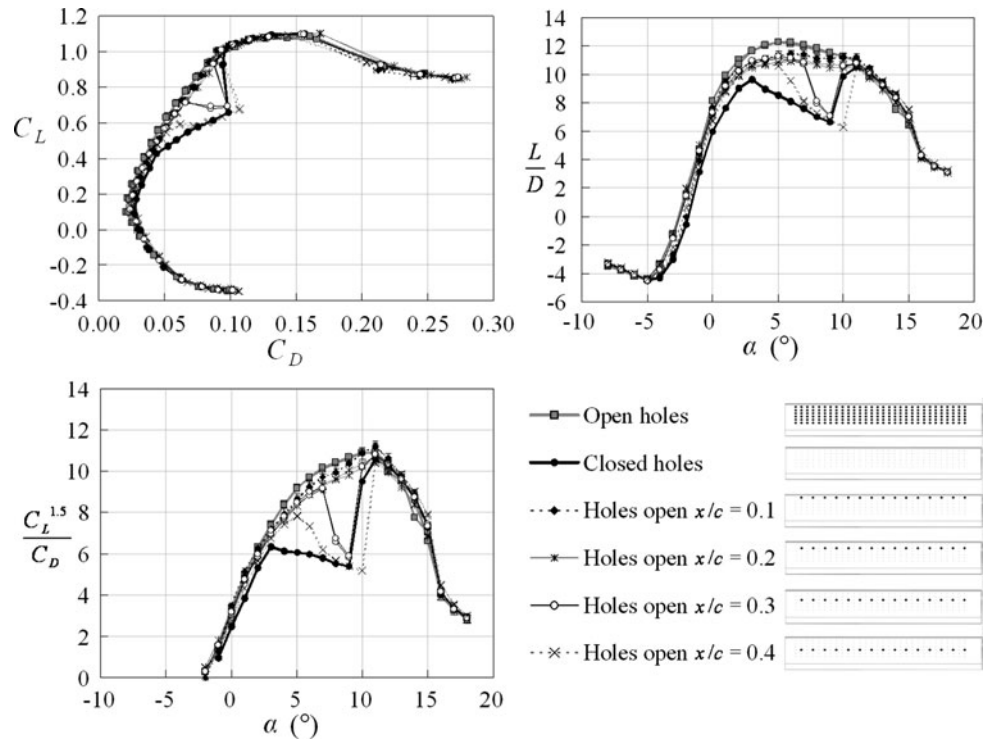 1.2
1.0
0.8
0.6
0.4
0.2
0.0
-0.2
-0.4
C_L
0.00 0.05 0.10 0.15 0.20 0.25 0.30
C_D
14
12
10
8
6
4
2
0
-2
-4
-6
L/D
-10 -5 0 5 10 15 20
α (°)
14
12
10
8
6
4
2
0
C_L^1.5/C_D
-10 -5 0 5 10 15 20
α (°)
Open holes
Closed holes
Holes open x/c = 0.1
Holes open x/c = 0.2
Holes open x/c = 0.3
Holes open x/c = 0.4